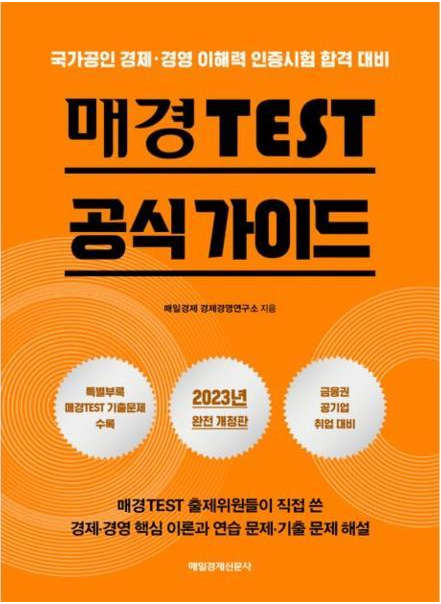 국가공인 경제·경영 이해력 인증시험 합격 대비
매경TEST
공식 가이드
매일경제 경제경영연구소 지음
특별부록
매경TEST 기출문제
수록
2023년
완전 개정판
금융권
공기업
취업 대비
매경TEST 출제위원들이 직접 쓴
경제·경영 핵심 이론과 연습 문제·기출 문제 해설
매일경제신문사